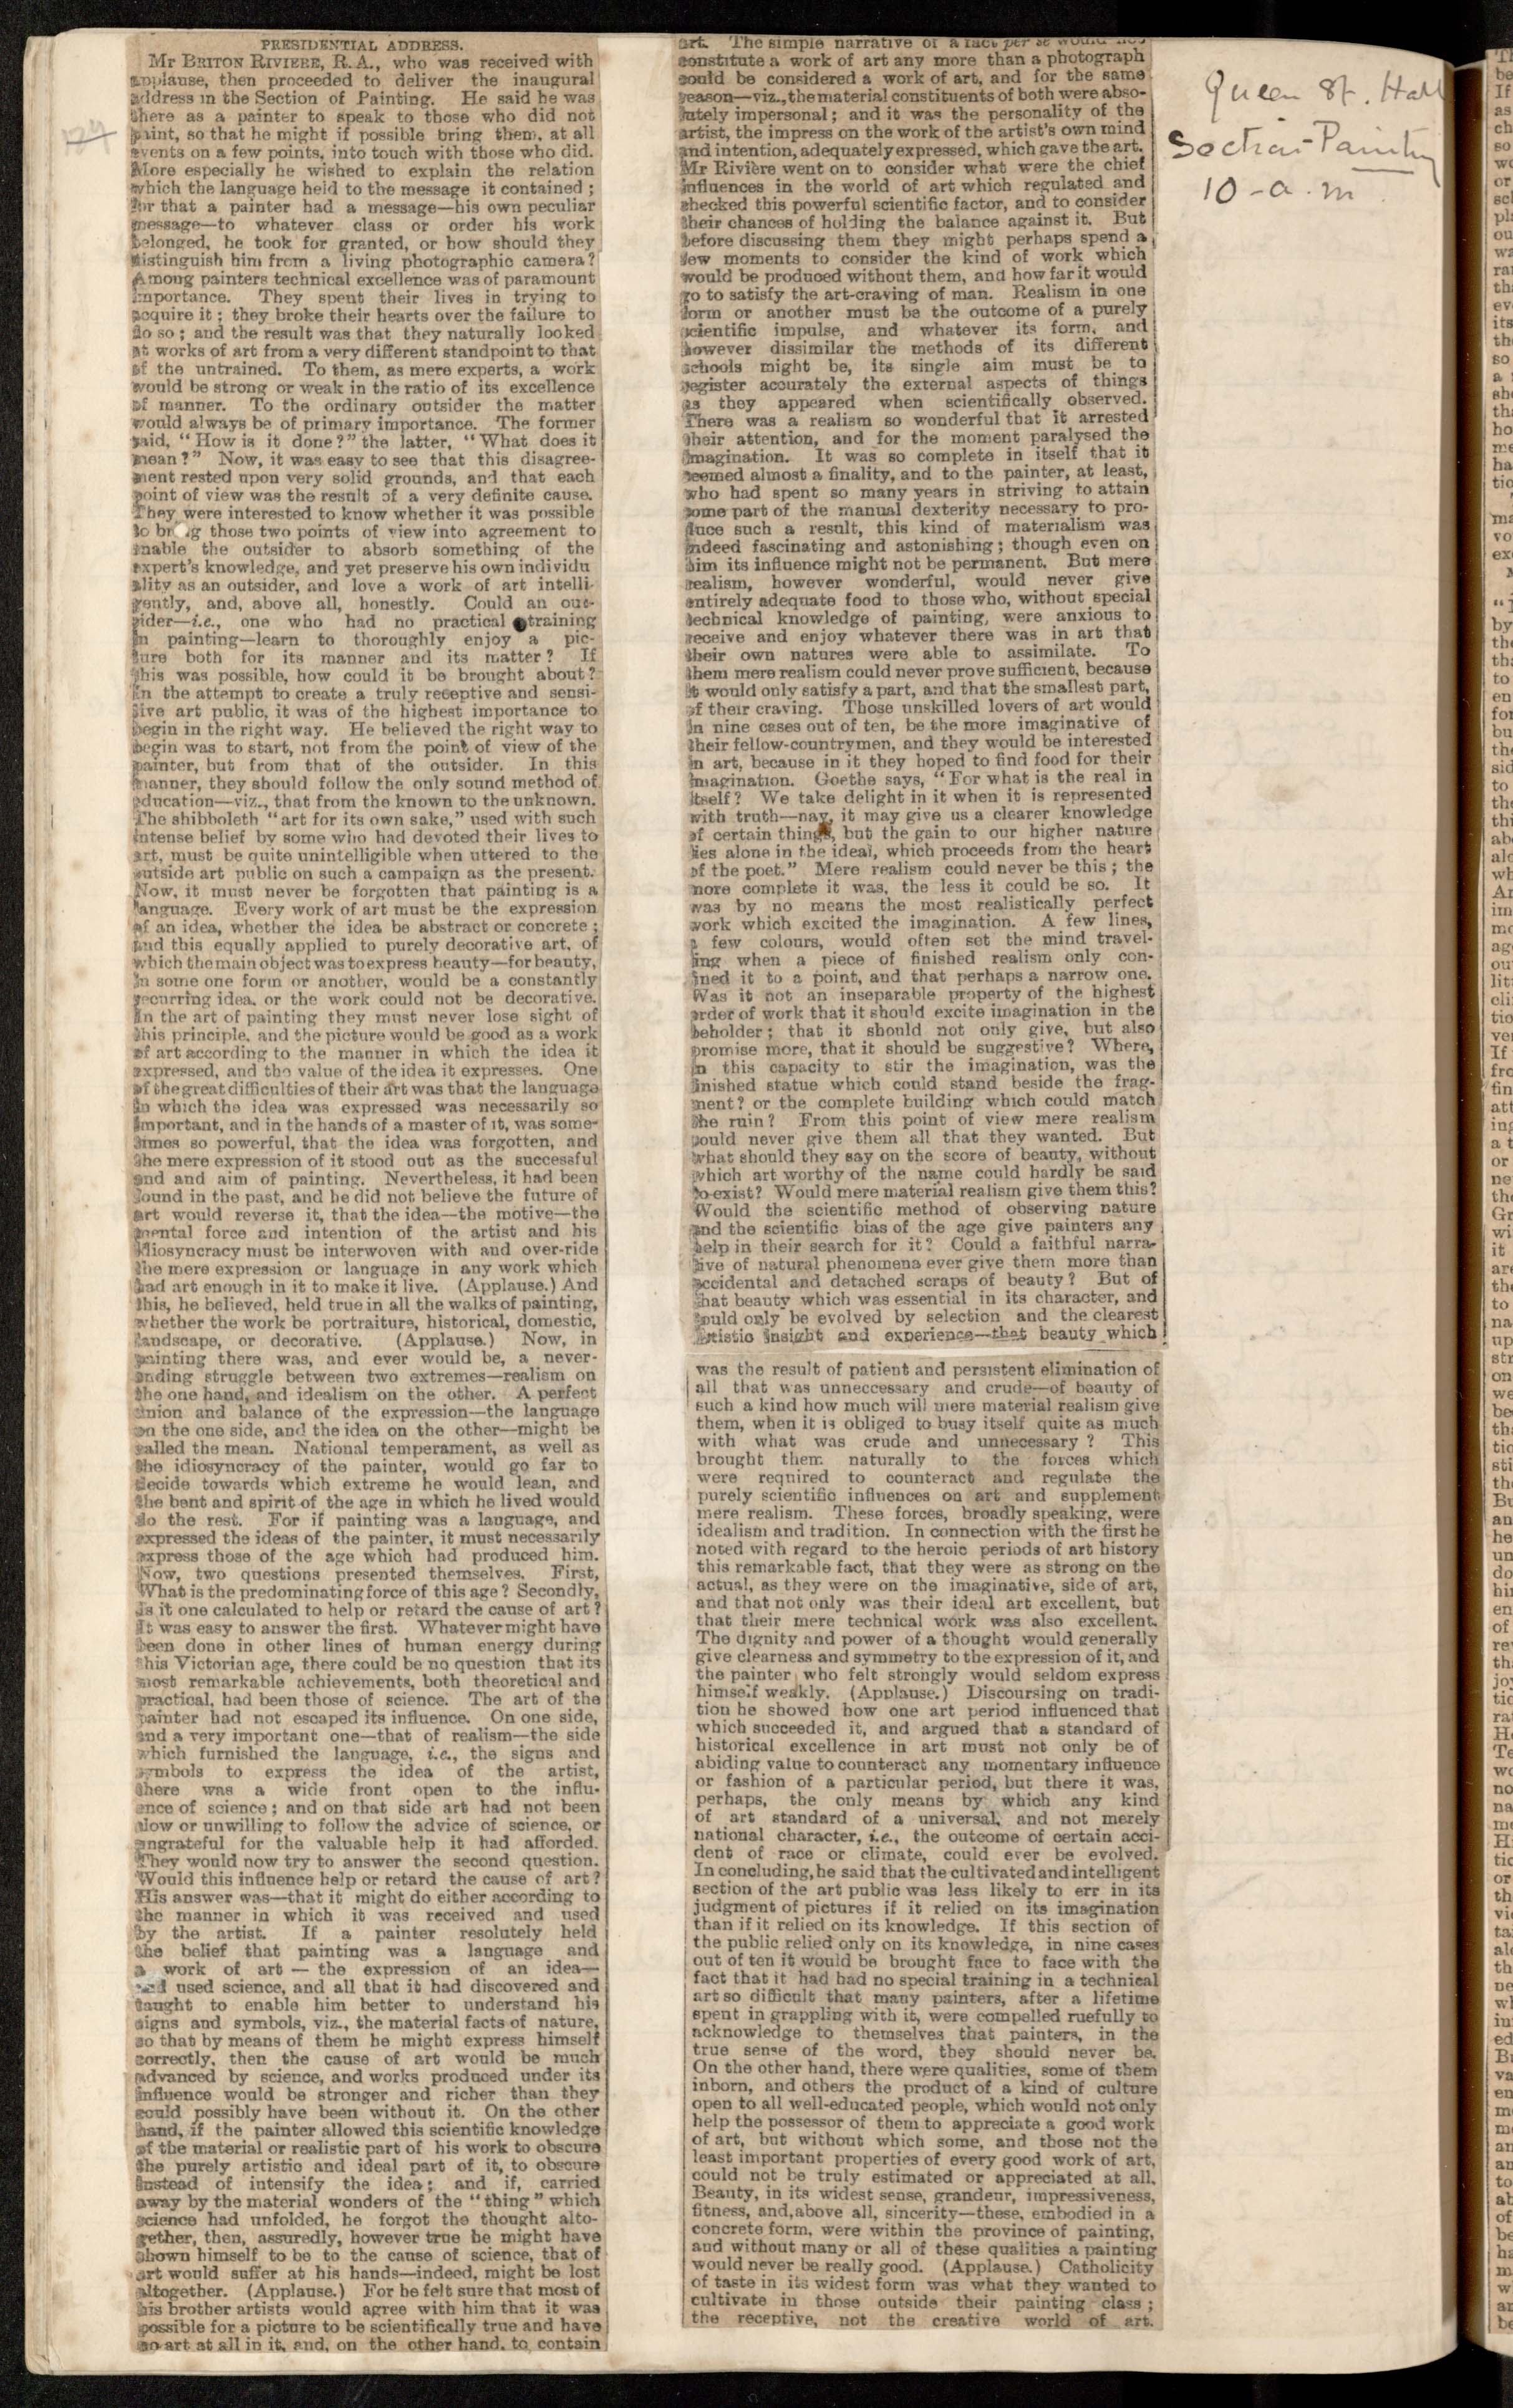 PRESIDENTIAL ADDRESS.
Mr BRITON RIVIERE, R.A., who was received with
applause, then proceeded to deliver the inaugural
address in the Section of Painting. He said he was
there as a painter to speak to those who did not
paint, so that he might if possible bring them, at all
events on a few points, into touch with those who did.
More especially he wished to explain the relation
which the language held to the message it contained;
for that a painter had a message—his own peculiar
message—to whatever class or order his work
belonged, he took for granted, or how should they
distinguish him from a living photographic camera?
Among painters technical excellence was of paramount
importance. They spent their lives in trying to
acquire it; they broke their hearts over the failure to
do so; and the result was that they naturally looked
at works of art from a very different standpoint to that
of the untrained. To them, as mere experts, a work
would be strong or weak in the ratio of its excellence
of manner. To the ordinary outsider the matter
would always be of primary importance. The former
said, "How is it done?" the latter, "What does it
mean?" Now, it was easy to see that this disagree-
ment rested upon very solid grounds, and that each
point of view was the result of a very definite cause.
They were interested to know whether it was possible
to bring those two points of view into agreement to
enable the outsider to absorb something of the
expert's knowledge, and yet preserve his own individu
ality as an outsider, and love a work of art intelli-
gently, and, above all, honestly. Could an out-
sider—i.e., one who had no practical training
in painting—learn to thoroughly enjoy a pic-
ture both for its manner and its matter? If
this was possible, how could it be brought about?
In the attempt to create a truly receptive and sensi-
tive art public, it was of the highest importance to
begin in the right way. He believed the right way to
begin was to start, not from the point of view of the
painter, but from that of the outsider. In this
manner, they should follow the only sound method of
education—viz., that from the known to the unknown.
The shibboleth "art for its own sake," used with such
intense belief by some who had devoted their lives to
art, must be quite unintelligible when uttered to the
outside art public on such a campaign as the present.
Now, it must never be forgotten that painting is a
language. Every work of art must be the expression
of an idea, whether the idea be abstract or concrete;
and this equally applied to purely decorative art, of
which the main object was to express beauty—for beauty,
in some one form or another, would be a constantly
recurring idea, or the work could not be decorative.
In the art of painting they must never lose sight of
this principle, and the picture would be good as a work
of art according to the manner in which the idea it
expressed, and the value of the idea it expresses. One
of the great difficulties of their art was that the language
in which the idea was expressed was necessarily so
important, and in the hands of a master of it, was some-
times so powerful, that the idea was forgotten, and
the mere expression of it stood out as the successful
end and aim of painting. Nevertheless, it had been
found in the past, and he did not believe the future of
art would reverse it, that the idea—the motive—the
mental force and intention of the artist and his
idiosyncracy must be interwoven with and over-ride
the mere expression or language in any work which
had art enough in it to make it live. (Applause.) And
this, he believed, held true in all the walks of painting,
whether the work be portraiture, historical, domestic,
landscape, or decorative. (Applause.) Now, in
painting there was, and ever would be, a never-
ending struggle between two extremes—realism on
the one hand, and idealism on the other. A perfect
union and balance of the expression—the language
on the one side, and the idea on the other—might be
called the mean. National temperament, as well as
the idiosyncracy of the painter, would go far to
decide towards which extreme he would lean, and
the bent and spirit of the age in which he lived would
do the rest. For if painting was a language, and
expressed the ideas of the painter, it must necessarily
express those of the age which had produced him.
Now, two questions presented themselves. First,
What is the predominating force of this age? Secondly,
Is it one calculated to help or retard the cause of art?
It was easy to answer the first. Whatever might have
been done in other lines of human energy during
this Victorian age, there could be no question that its
most remarkable achievements, both theoretical and
practical, had been those of science. The art of the
painter had not escaped its influence. On one side,
and a very important one—that of realism—the side
which furnished the language, i.e., the signs and
symbols to express the idea of the artist,
there was a wide front open to the influ-
ence of science; and on that side art had not been
slow or unwilling to follow the advice of science, or
ungrateful for the valuable help it had afforded.
They would now try to answer the second question.
Would this influence help or retard the cause of art?
His answer was—that it might do either according to
the manner in which it was received and used
by the artist. If a painter resolutely held
the belief that painting was a language and
a work of art — the expression of an idea—
and used science, and all that it had discovered and
taught to enable him better to understand his
signs and symbols, viz., the material facts of nature,
so that by means of them he might express himself
correctly, then the cause of art would be much
advanced by science, and works produced under its
influence would be stronger and richer than they
could possibly have been without it. On the other
hand, if the painter allowed this scientific knowledge
of the material or realistic part of his work to obscure
the purely artistic and ideal part of it, to obscure
instead of intensify the idea; and if, carried
away by the material wonders of the "thing" which
science had unfolded, he forgot the thought alto-
gether, then, assuredly, however true he might have
shown himself to be to the cause of science, that of
art would suffer at his hands—indeed, might be lost
altogether. (Applause.) For he felt sure that most of
his brother artists would agree with him that it was
possible for a picture to be scientifically true and have
no art at all in it, and, on the other hand, to contain
art. The simple narrative of a fact per se would not
constitute a work of art any more than a photograph
could be considered a work of art, and for the same
reason—viz., the material constituents of both were abso-
lutely impersonal; and it was the personality of the
artist, the impress on the work of the artist's own mind
and intention, adequately expressed, which gave the art.
Mr Rivière went on to consider what were the chief
influences in the world of art which regulated and
checked this powerful scientific factor, and to consider
their chances of holding the balance against it. But
before discussing them they might perhaps spend a
few moments to consider the kind of work which
would be produced without them, and how far it would
go to satisfy the art-craving of man. Realism in one
form or another must be the outcome of a purely
scientific impulse, and whatever its form, and
however dissimilar the methods of its different
schools might be, its single aim must be to
register accurately the external aspects of things
as they appeared when scientifically observed.
There was a realism so wonderful that it arrested
their attention, and for the moment paralysed the
imagination. It was so complete in itself that it
seemed almost a finality, and to the painter, at least,
who had spent so many years in striving to attain
some part of the manual dexterity necessary to pro-
duce such a result, this kind of materialism was
indeed fascinating and astonishing; though even on
him its influence might not be permanent. But mere
realism, however wonderful, would never give
entirely adequate food to those who, without special
technical knowledge of painting, were anxious to
receive and enjoy whatever there was in art that
their own natures were able to assimilate. To
them mere realism could never prove sufficient, because
it would only satisfy a part, and that the smallest part,
of their craving. Those unskilled lovers of art would
in nine cases out of ten, be the more imaginative of
their fellow-countrymen, and they would be interested
in art, because in it they hoped to find food for their
imagination. Goethe says, "For what is the real in
itself? We take delight in it when it is represented
with truth—nay, it may give us a clearer knowledge
of certain things, but the gain to our higher nature
lies alone in the ideal, which proceeds from the heart
of the poet." Mere realism could never be this; the
more complete it was, the less it could be so. It
was by no means the most realistically perfect
work which excited the imagination. A few lines,
a few colours, would often set the mind travel-
ling when a piece of finished realism only con-
fined it to a point, and that perhaps a narrow one.
Was it not an inseparable property of the highest
order of work that it should excite imagination in the
beholder; that it should not only give, but also
promise more, that it should be suggestive? Where,
in this capacity to stir the imagination, was the
finished statue which could stand beside the frag-
ment? or the complete building which could match
the ruin? From this point of view mere realism
could never give them all that they wanted. But
what should they say on the score of beauty, without
which art worthy of the name could hardly be said
to exist? Would mere material realism give them this?
Would the scientific method of observing nature
and the scientific bias of the age give painters any
help in their search for it? Could a faithful narra-
tive of natural phenomena ever give them more than
accidental and detached scraps of beauty? But of
that beauty which was essential in its character, and
could only be evolved by selection and the clearest
artistic insight and experience—that beauty which
was the result of patient and persistent elimination of
all that was unneccessary and crude—of beauty of
such a kind how much will mere material realism give
them, when it is obliged to busy itself quite as much
with what was crude and unnecessary? This
brought them naturally to the forces which
were required to counteract and regulate the
purely scientific influences on art and supplement
mere realism. These forces, broadly speaking, were
idealism and tradition. In connection with the first he
noted with regard to the heroic periods of art history
this remarkable fact, that they were as strong on the
actual, as they were on the imaginative, side of art,
and that not only was their ideal art excellent, but
that their mere technical work was also excellent.
The dignity and power of a thought would generally
give clearness and symmetry to the expression of it, and
the painter who felt strongly would seldom express
himself weakly. (Applause.) Discoursing on tradi-
tion he showed how one art period influenced that
which succeeded it, and argued that a standard of
historical excellence in art must not only be of
abiding value to counteract any momentary influence
or fashion of a particular period, but there it was,
perhaps, the only means by which any kind
of art standard of a universal, and not merely
national character, i.e., the outcome of certain acci-
dent of race or climate, could ever be evolved.
In concluding, he said that the cultivated and intelligent
section of the art public was less likely to err in its
judgment of pictures if it relied on its imagination
than if it relied on its knowledge. If this section of
the public relied only on its knowledge, in nine cases
out of ten it would be brought face to face with the
fact that it had had no special training in a technical
art so difficult that many painters, after a lifetime
spent in grappling with it, were compelled ruefully to
acknowledge to themselves that painters, in the
true sense of the word, they should never be.
On the other hand, there were qualities, some of them
inborn, and others the product of a kind of culture
open to all well-educated people, which would not only
help the possessor of them to appreciate a good work
of art, but without which some, and those not the
least important properties of every good work of art,
could not be truly estimated or appreciated at all.
Beauty, in its widest sense, grandeur, impressiveness,
fitness, and, above all, sincerity—these, embodied in a
concrete form, were within the province of painting,
and without many or all of these qualities a painting
would never be really good. (Applause.) Catholicity
of taste in its widest form was what they wanted to
cultivate in those outside their painting class;
the receptive, not the creative world of art.
Queen St. Hall
Section Painting
10 - a.m